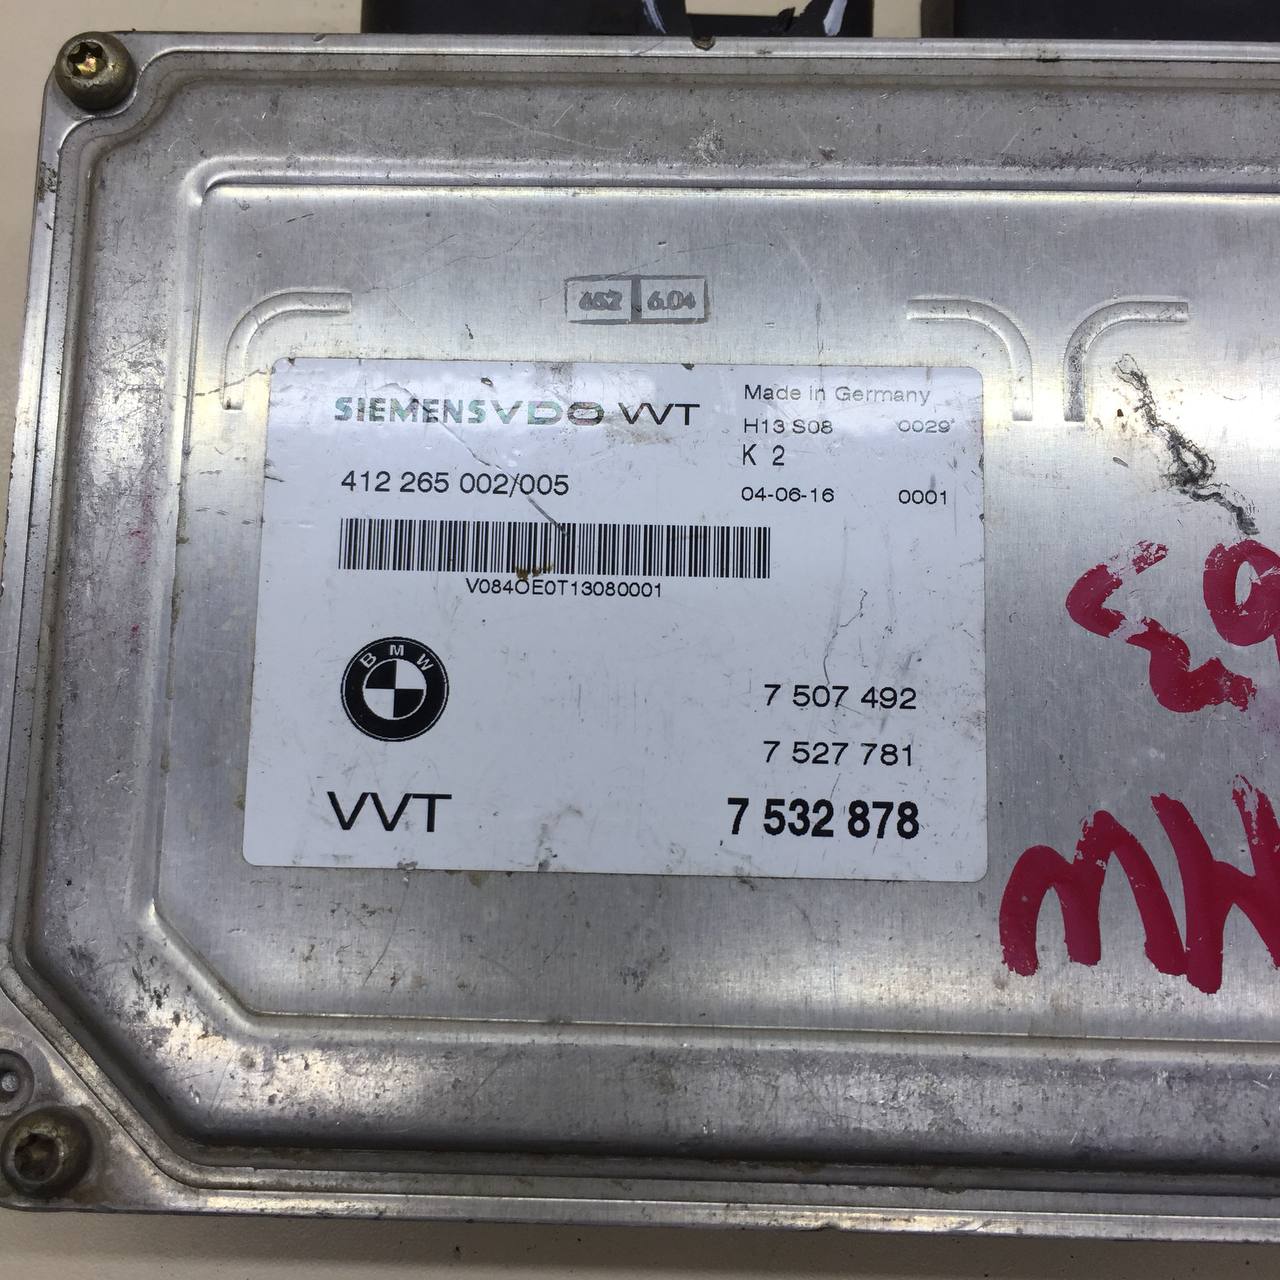 652 6.04
SIEMENSVDO VVT
Made in Germany
H13 S08 0029
K 2
412 265 002/005
04-06-16 0001
V084OE0T13080001
BMW
7 507 492
7 527 781
VVT
7 532 878